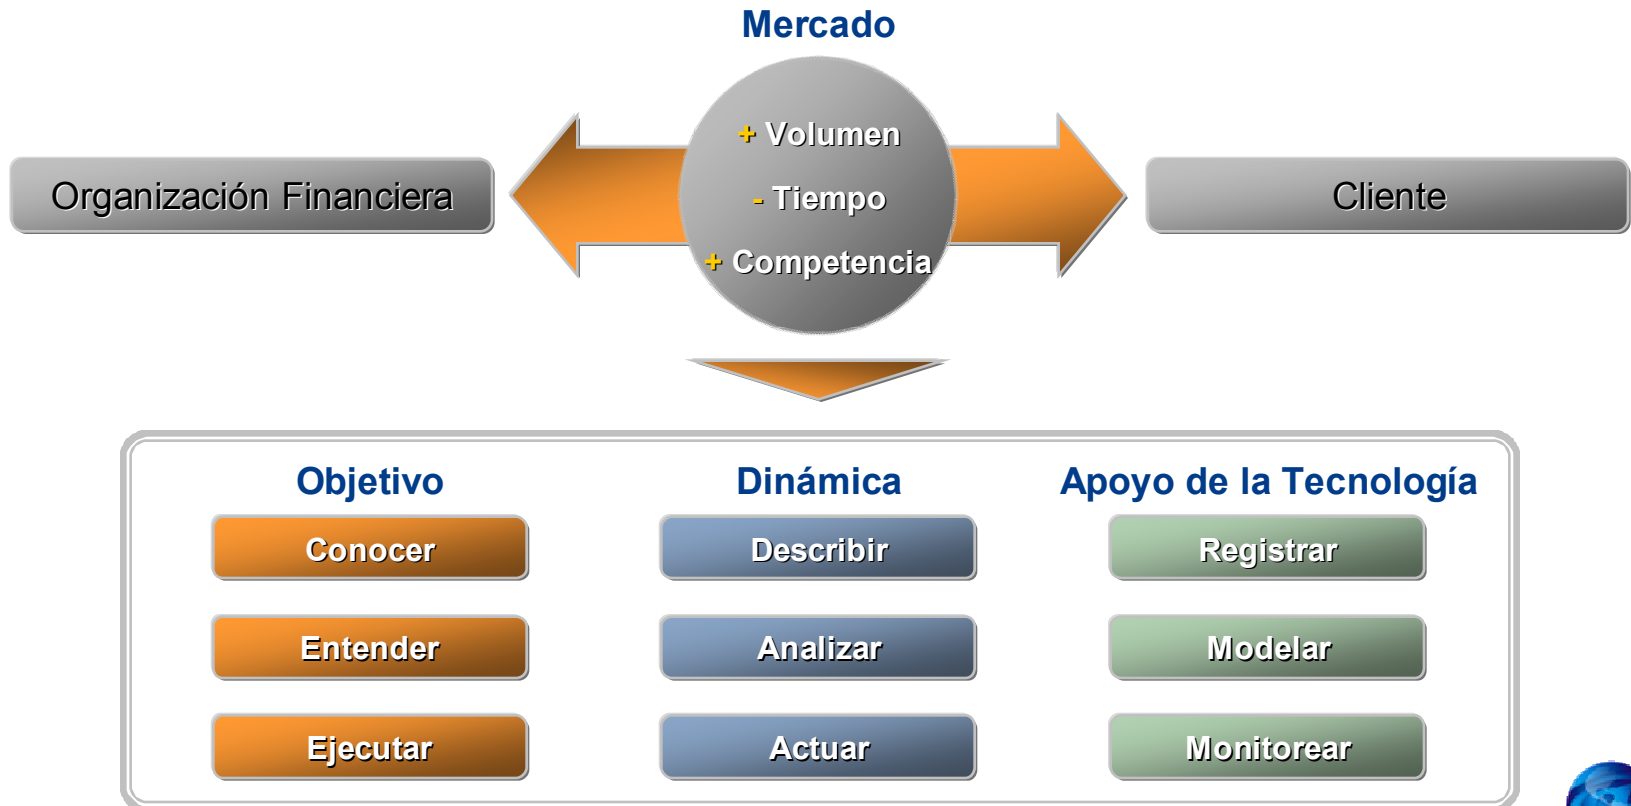 Mercado
+ Volumen
- Tiempo
+ Competencia
Organización Financiera
Cliente
Objetivo
Dinámica
Apoyo de la Tecnología
Conocer
Describir
Registrar
Entender
Analizar
Modelar
Ejecutar
Actuar
Monitorear